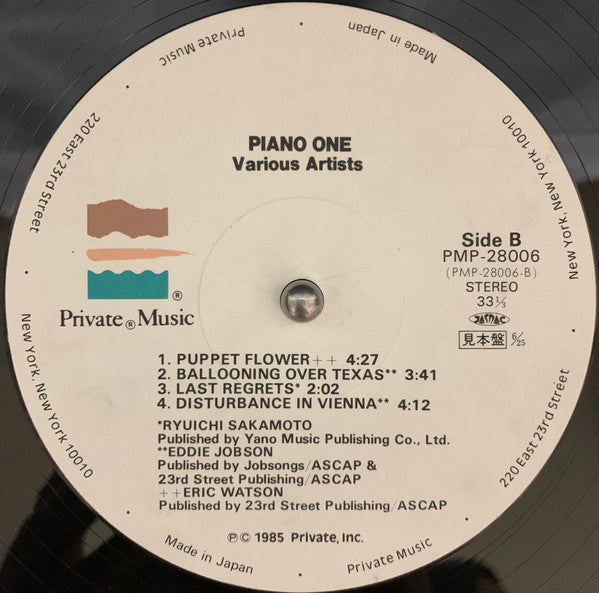 Private Music
Made in Japan
220 East 23rd Street
New York, New York 10010
PIANO ONE
Various Artists
®
Private® Music
Side B
PMP-28006
(PMP-28006-B)
STEREO
33⅓
JASRAC
見本盤 6/25
1. PUPPET FLOWER++ 4:27
2. BALLOONING OVER TEXAS** 3:41
3. LAST REGRETS* 2:02
4. DISTURBANCE IN VIENNA** 4:12
*RYUICHI SAKAMOTO
Published by Yano Music Publishing Co., Ltd.
**EDDIE JOBSON
Published by Jobsongs/ASCAP &
23rd Street Publishing/ASCAP
++ERIC WATSON
Published by 23rd Street Publishing/ASCAP
℗© 1985 Private, Inc.
New York, New York 10010
220 East 23rd Street
Made in Japan
Private Music